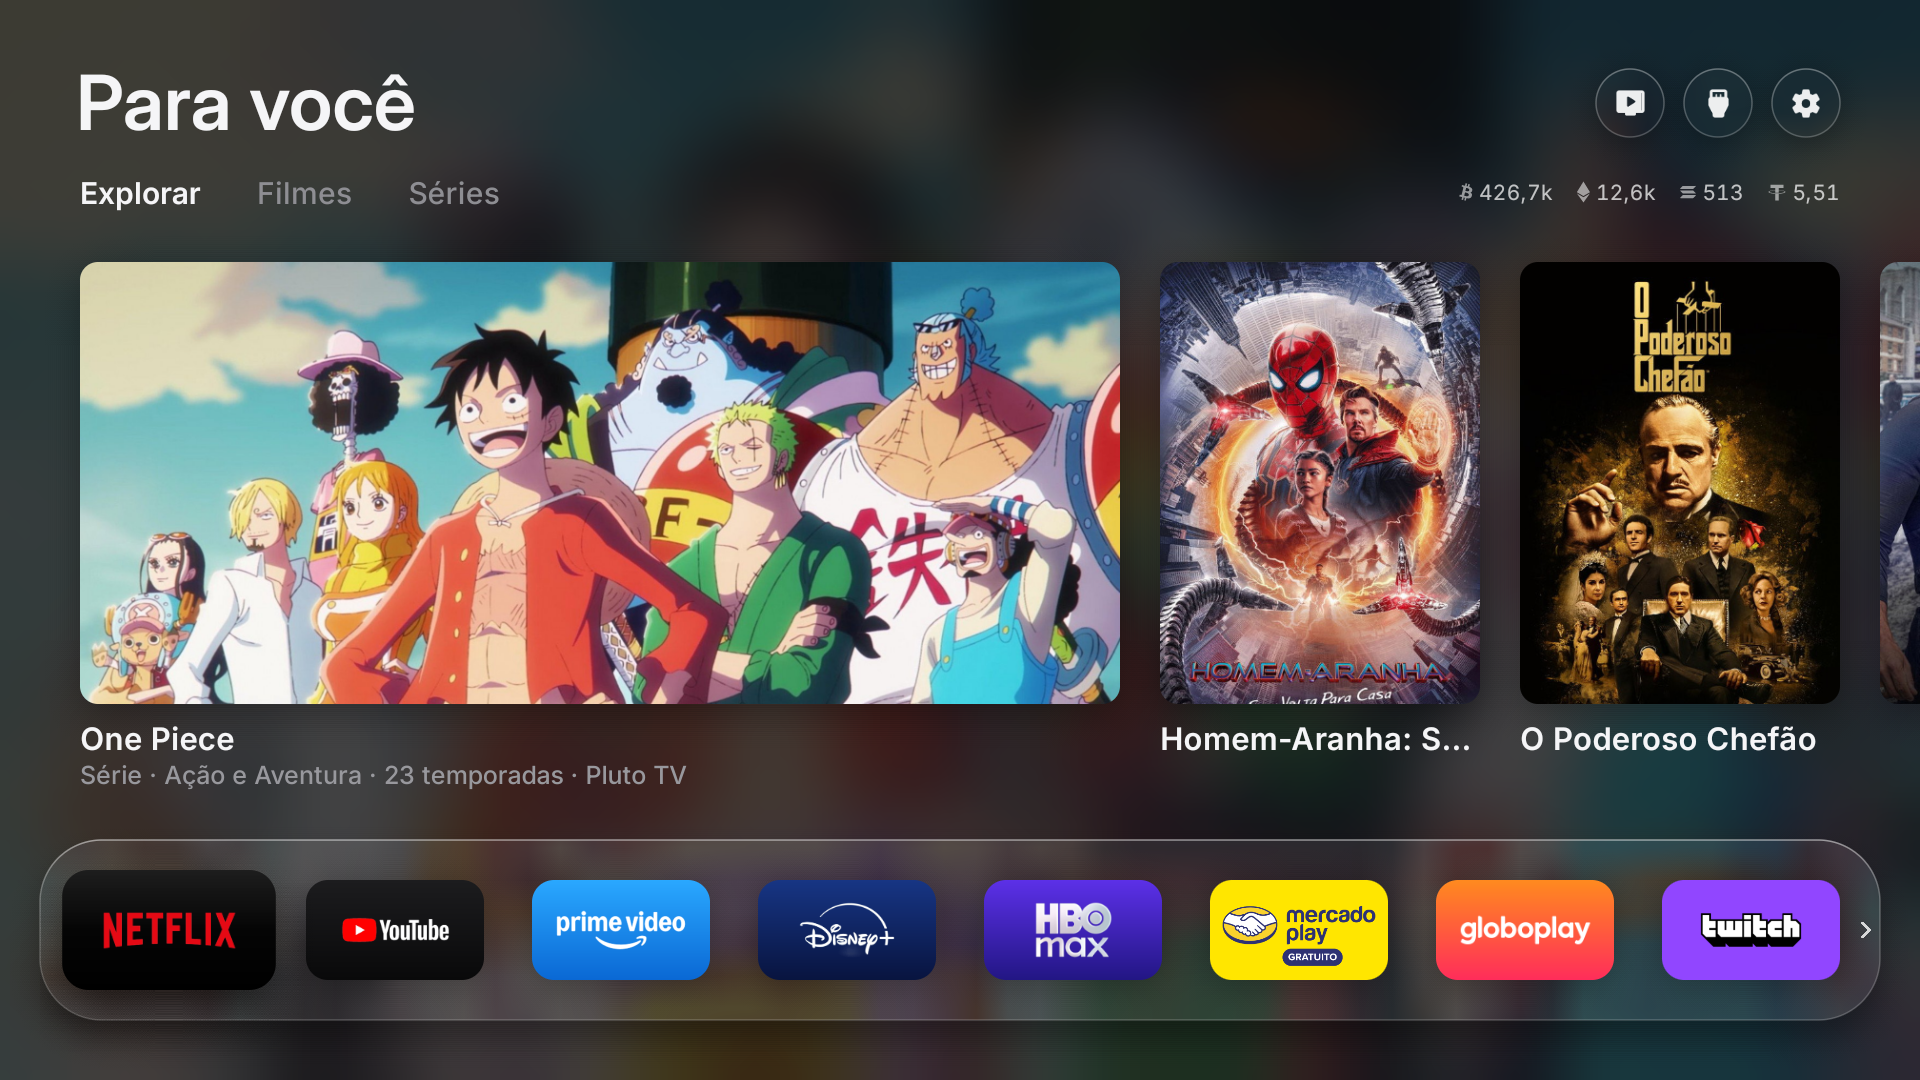 Para você
Explorar
Filmes
Séries
426,7k
12,6k
513
5,51
F
鉄
HOMEM-ARANHA
Volta Para Casa
O
Poderoso
Chefão
One Piece
Série · Ação e Aventura · 23 temporadas · Pluto TV
Homem-Aranha: S...
O Poderoso Chefão
NETFLIX
YouTube
prime video
Disney+
HBO
max
mercado
play
GRATUITO
globoplay
twitch